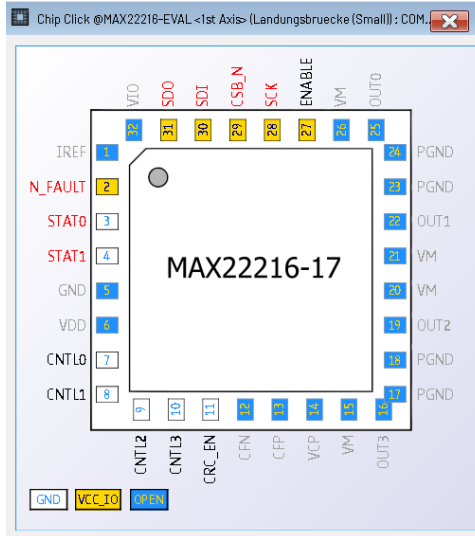 Chip Click @MAX22216-EVAL <1st Axis> (Landungsbruecke (Small)) : COM..
VIO SDO SDI CSB_N SCK ENABLE VM OUT0
32 31 30 29 28 27 26 25
IREF 1 24 PGND
N_FAULT 2 23 PGND
STAT0 3 22 OUT1
STAT1 4 21 VM
MAX22216-17
GND 5 20 VM
VDD 6 19 OUT2
CNTL0 7 18 PGND
CNTL1 8 17 PGND
9 10 11 12 13 14 15 16
CNTL2 CNTL3 CRC_EN CFN CFP VCP VM OUT3
GND VCC_IO OPEN